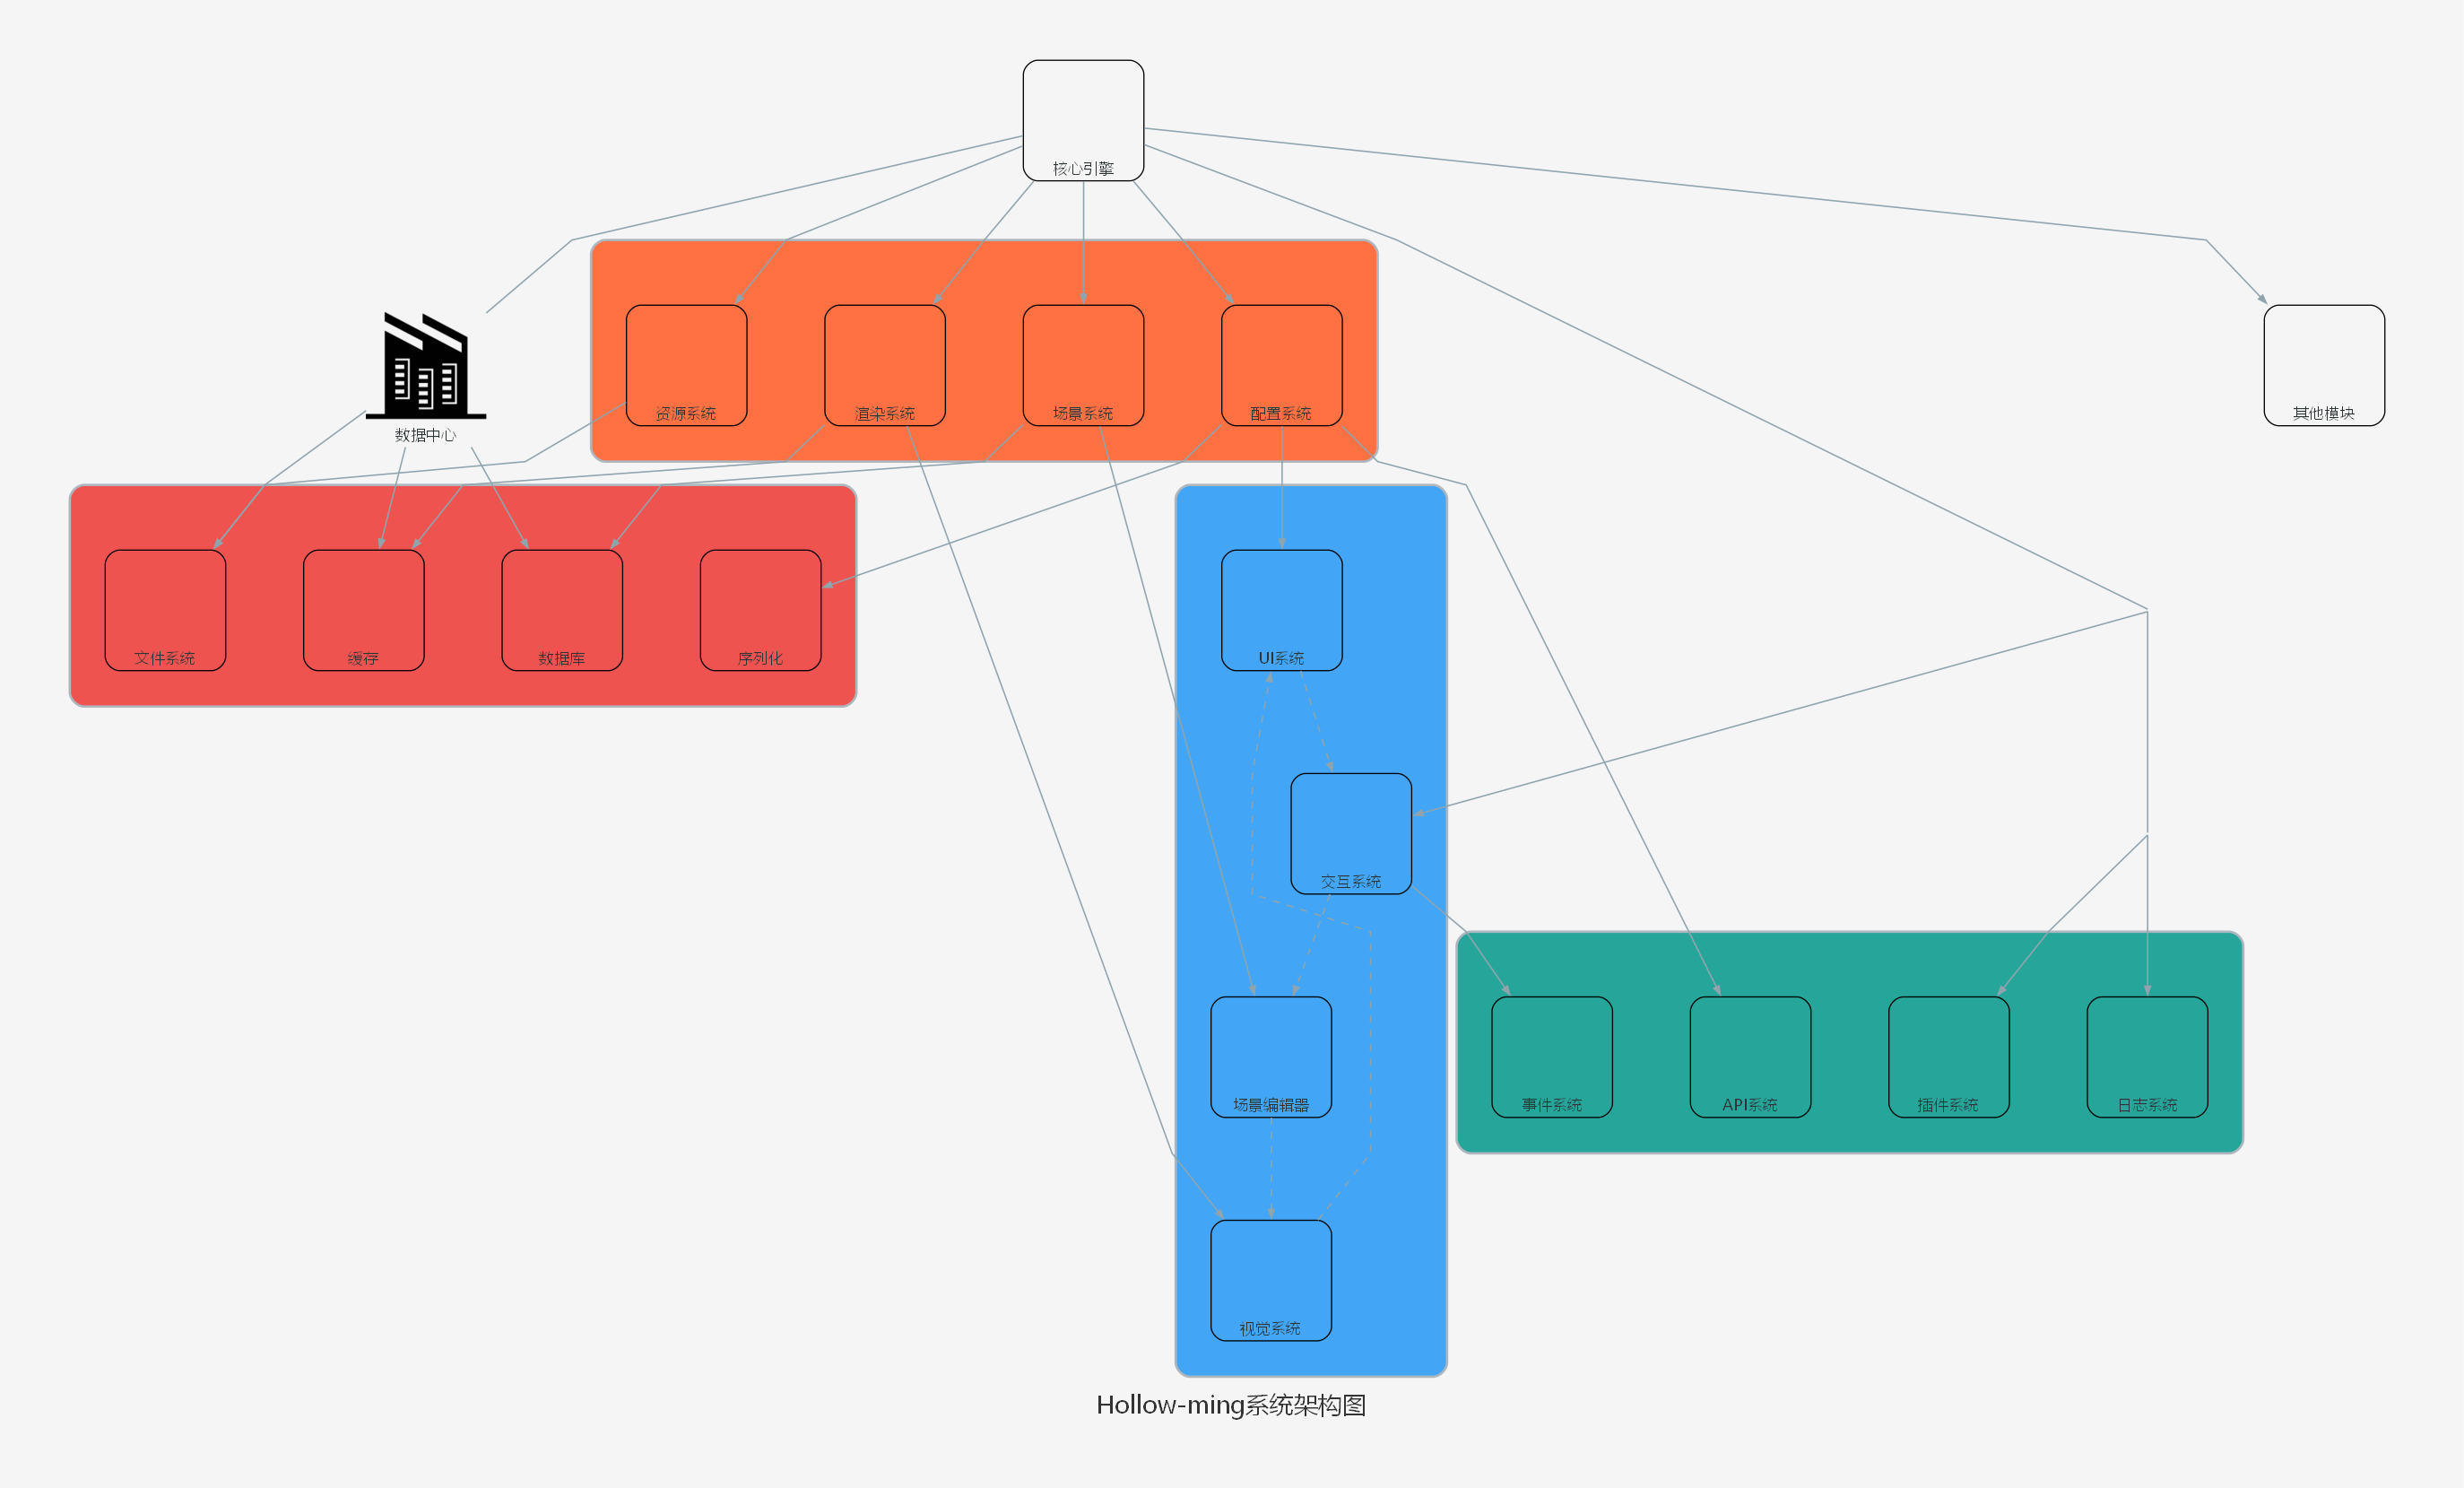 核心引擎
资源系统
渲染系统
场景系统
配置系统
其他模块
数据中心
文件系统
缓存
数据库
序列化
UI系统
交互系统
场景编辑器
事件系统
API系统
插件系统
日志系统
视觉系统
Hollow-ming系统架构图